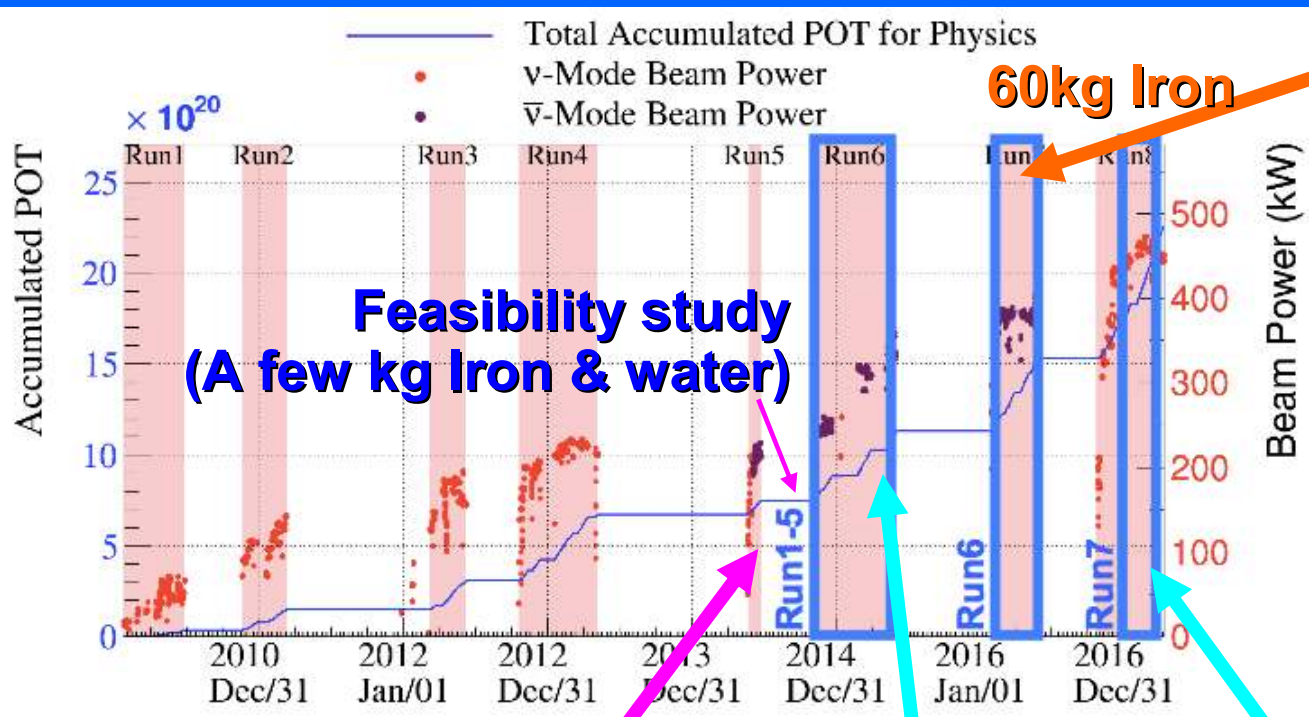 Total Accumulated POT for Physics
ν-Mode Beam Power
ν̅-Mode Beam Power
60kg Iron
× 10²⁰
Run1 Run2 Run3 Run4 Run5 Run6
Accumulated POT
25
20
15
10
5
0
Feasibility study
(A few kg Iron & water)
Run1-5
Run6
Run7
500
400
300
200
100
0
Beam Power (kW)
2010 2012 2012 2013 2014 2016 2016
Dec/31 Jan/01 Dec/31 Dec/31 Dec/31 Jan/01 Dec/31